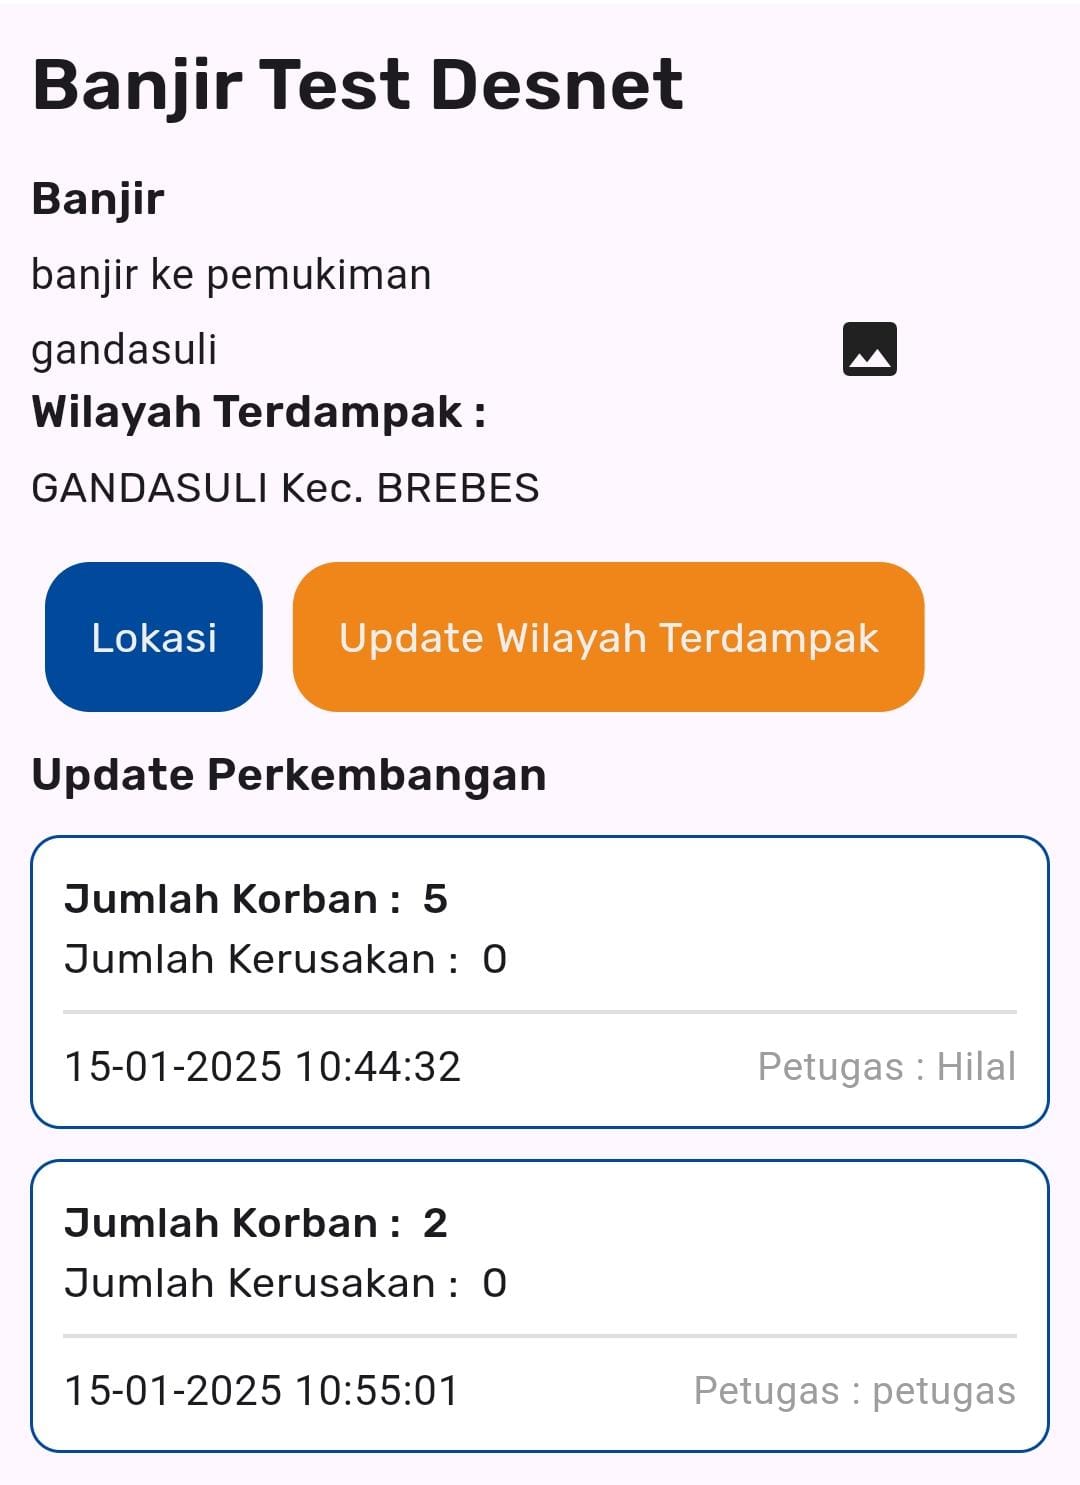 Banjir Test Desnet
Banjir
banjir ke pemukiman
gandasuli
Wilayah Terdampak :
GANDASULI Kec. BREBES
Lokasi
Update Wilayah Terdampak
Update Perkembangan
Jumlah Korban : 5
Jumlah Kerusakan : 0
15-01-2025 10:44:32
Petugas : Hilal
Jumlah Korban : 2
Jumlah Kerusakan : 0
15-01-2025 10:55:01
Petugas : petugas